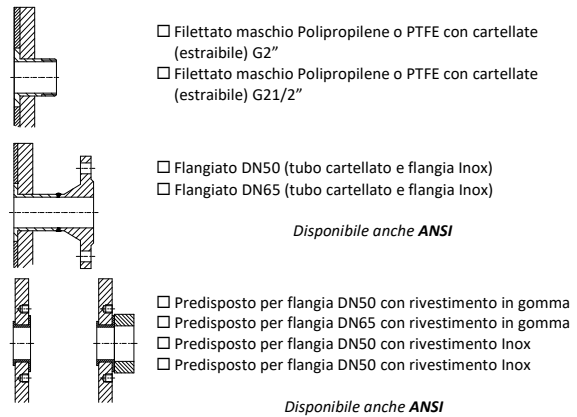 ☐ Filettato maschio Polipropilene o PTFE con cartellate
(estraibile) G2”
☐ Filettato maschio Polipropilene o PTFE con cartellate
(estraibile) G21/2”
☐ Flangiato DN50 (tubo cartellato e flangia Inox)
☐ Flangiato DN65 (tubo cartellato e flangia Inox)
Disponibile anche ANSI
☐ Predisposto per flangia DN50 con rivestimento in gomma
☐ Predisposto per flangia DN65 con rivestimento in gomma
☐ Predisposto per flangia DN50 con rivestimento Inox
☐ Predisposto per flangia DN50 con rivestimento Inox
Disponibile anche ANSI